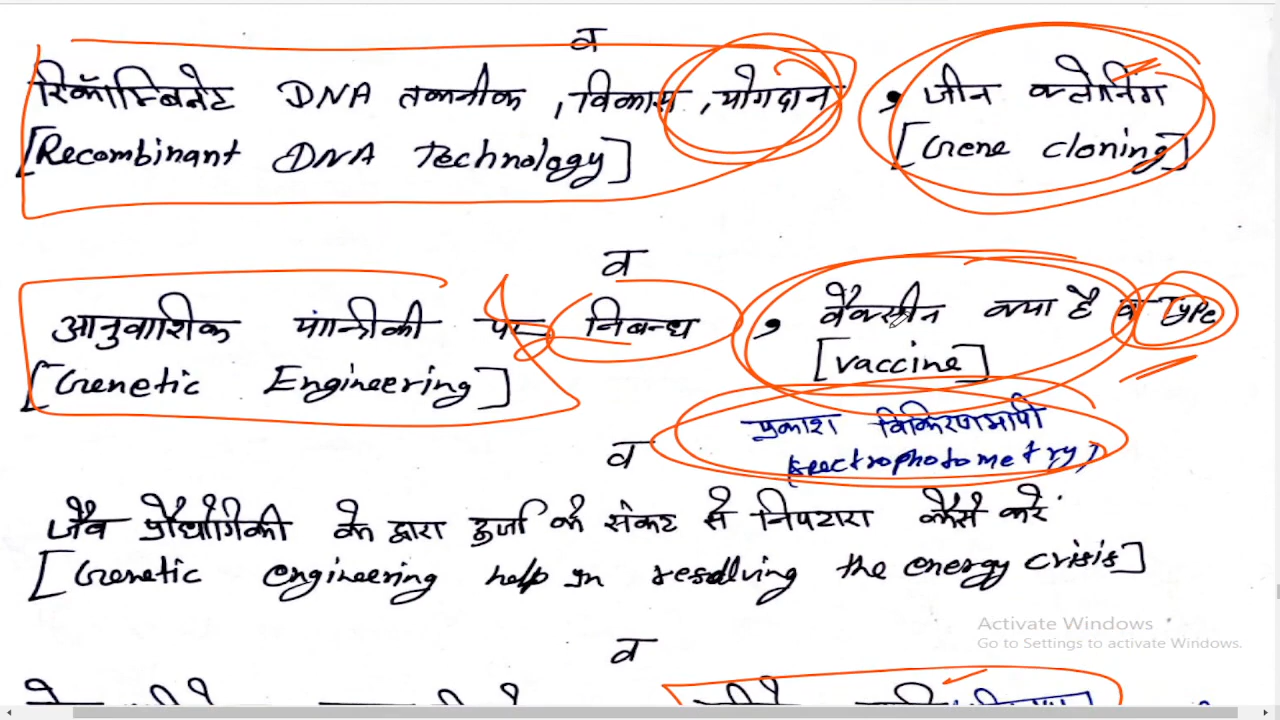 व
रिकॉम्बिनेट DNA तकनीक , विकास , योगदान , जीन क्लोनिंग
[Recombinant DNA Technology] [Gene cloning]
व
आनुवांशिक यांत्रीकी पर निबन्ध , वैक्सीन क्या है व Type
[Genetic Engineering] [vaccine]
प्रकाश विकिरणमापी
व (spectrophotometry)
जैव प्रौद्योगिकी के द्वारा ऊर्जा के संकट से निपटारा कैसे करें
[Genetic engineering help in resolving the energy crisis]
Activate Windows
Go to Settings to activate Windows.
व